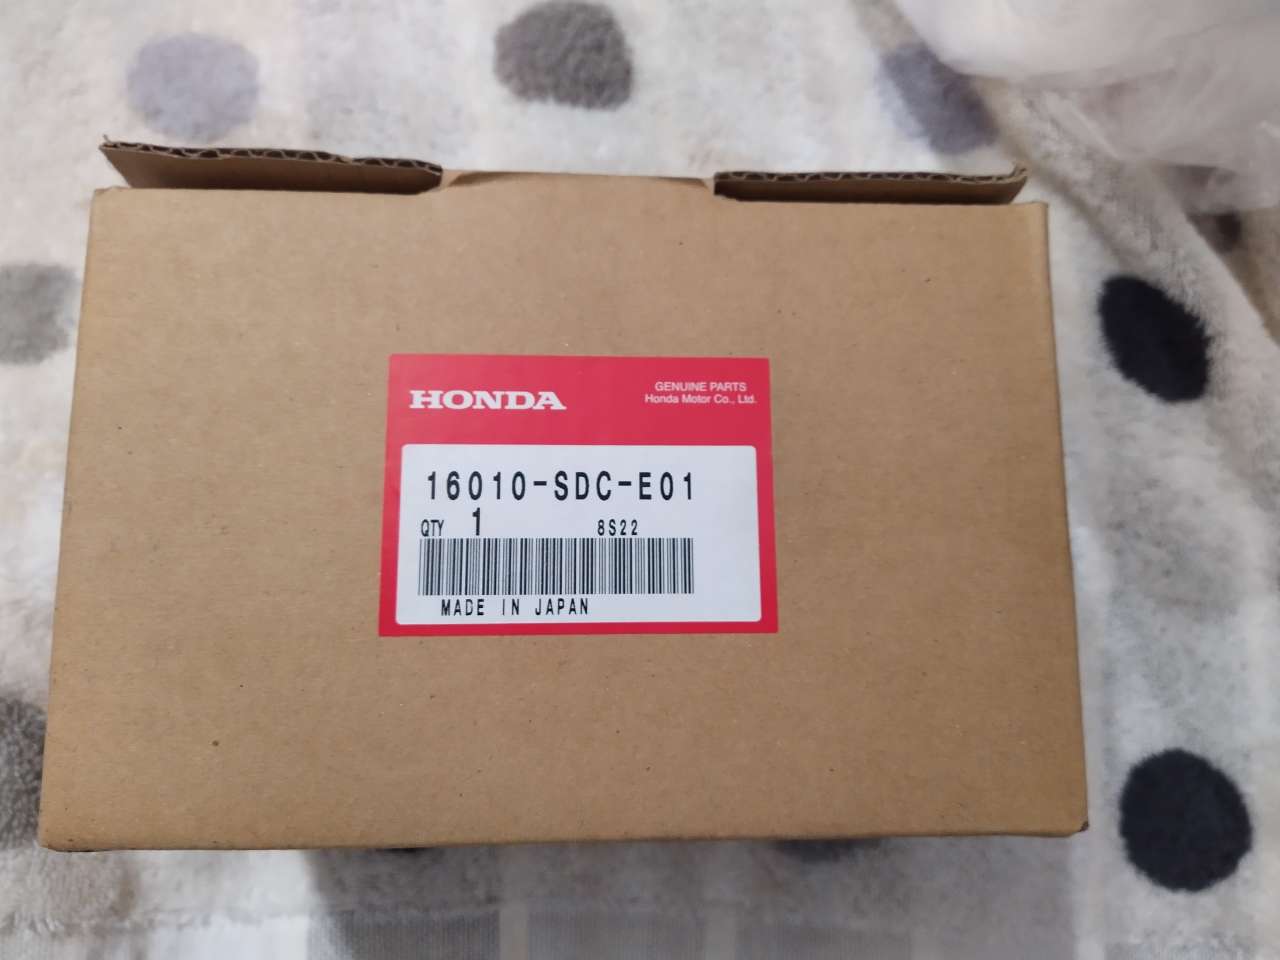 HONDA
GENUINE PARTS
Honda Motor Co., Ltd.
16010-SDC-E01
QTY 1 8S22
MADE IN JAPAN